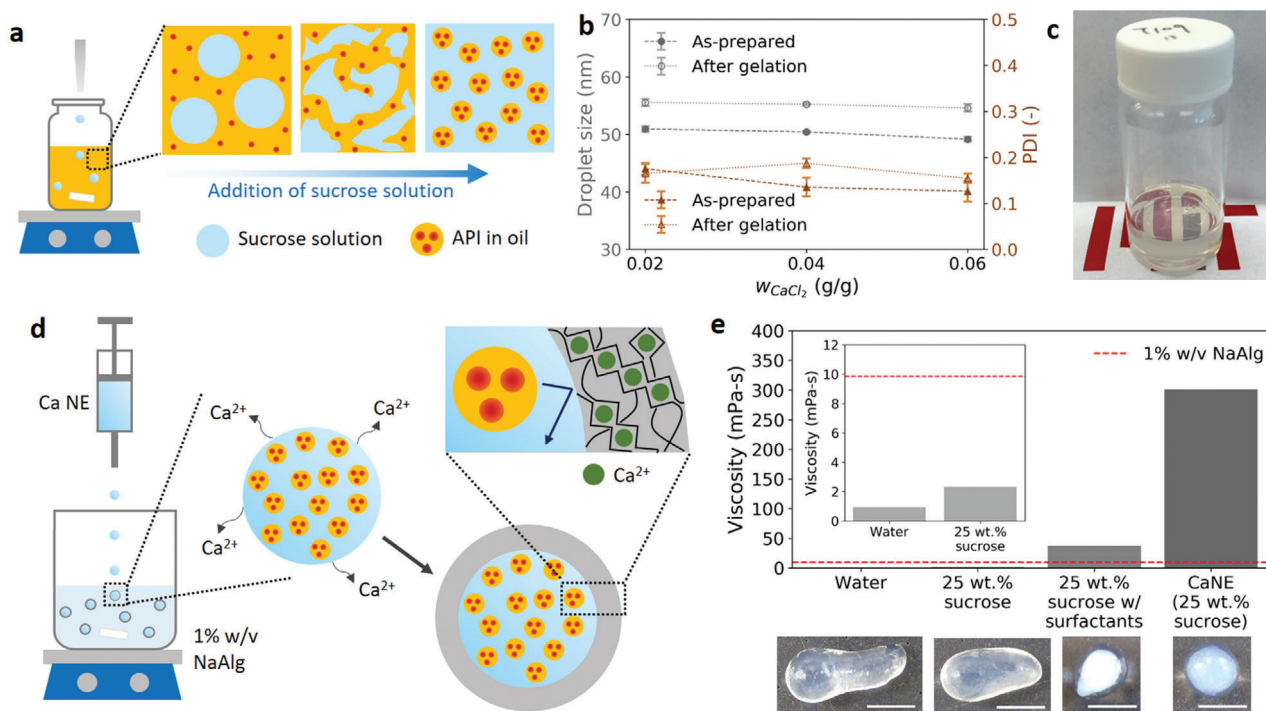 a
Addition of sucrose solution
Sucrose solution
API in oil
b
Droplet size (nm)
70
60
50
40
30
As-prepared
After gelation
As-prepared
After gelation
0.5
0.4
0.3
0.2
0.1
0.0
PDI (-)
0.02
0.04
0.06
w_CaCl₂ (g/g)
c
d
Ca NE
1% w/v
NaAlg
Ca²⁺
Ca²⁺
Ca²⁺
Ca²⁺
Ca²⁺
e
Viscosity (mPa-s)
400
350
300
250
200
150
100
50
0
1% w/v NaAlg
Viscosity (mPa-s)
12
10
8
6
4
2
0
Water
25 wt.%
sucrose
Water
25 wt.%
sucrose
25 wt.%
sucrose w/
surfactants
CaNE
(25 wt.%
sucrose)